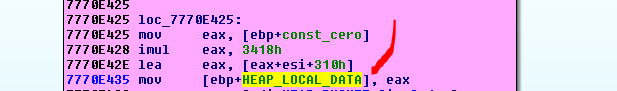 7770E425
7770E425 loc_7770E425:
7770E425 mov     eax, [ebp+const_cero]
7770E428 imul    eax, 3418h
7770E42E lea     eax, [eax+esi+310h]
7770E435 mov     [ebp+HEAP_LOCAL_DATA], eax